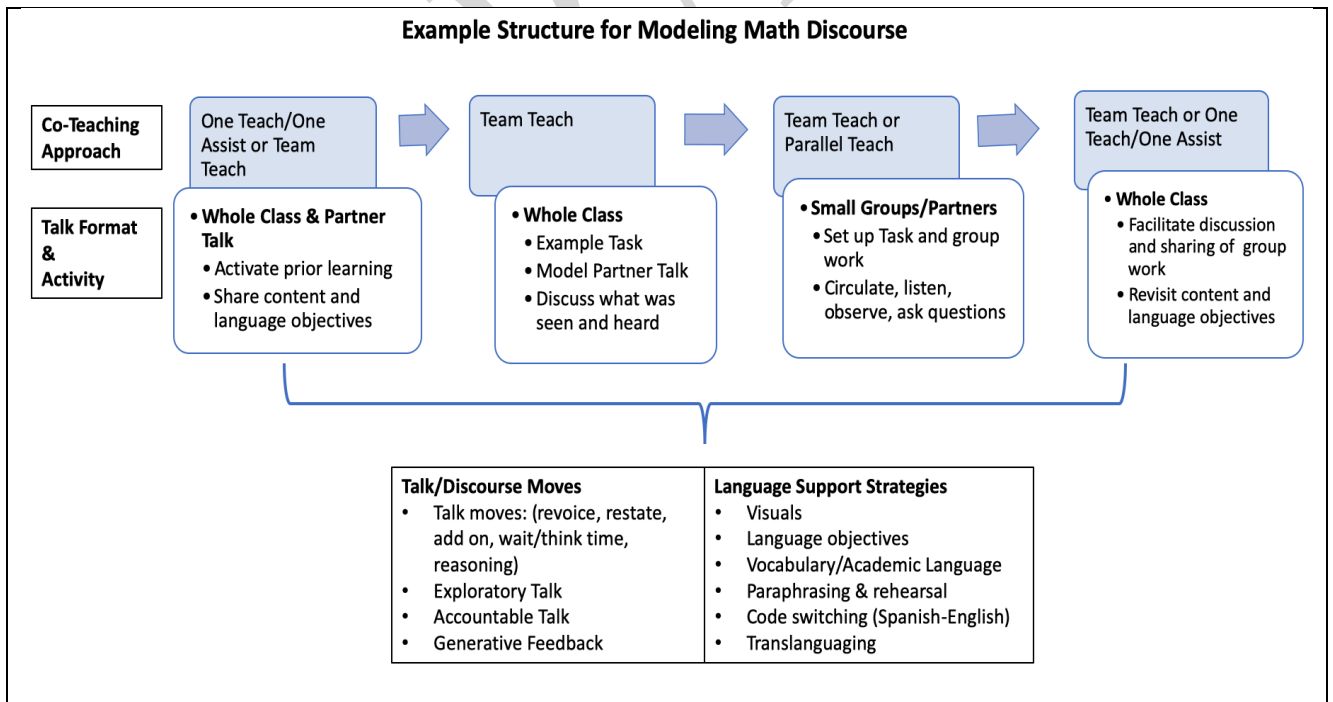 Example Structure for Modeling Math Discourse
Co-Teaching
Approach
One Teach/One
Assist or Team
Teach
Team Teach
Team Teach or
Parallel Teach
Team Teach or One
Teach/One Assist
Talk Format
&
Activity
• Whole Class & Partner
Talk
• Activate prior learning
• Share content and
language objectives
• Whole Class
• Example Task
• Model Partner Talk
• Discuss what was
seen and heard
• Small Groups/Partners
• Set up Task and group
work
• Circulate, listen,
observe, ask questions
• Whole Class
• Facilitate discussion
and sharing of group
work
• Revisit content and
language objectives
Talk/Discourse Moves
• Talk moves: (revoice, restate,
add on, wait/think time,
reasoning)
• Exploratory Talk
• Accountable Talk
• Generative Feedback
Language Support Strategies
• Visuals
• Language objectives
• Vocabulary/Academic Language
• Paraphrasing & rehearsal
• Code switching (Spanish-English)
• Translanguaging